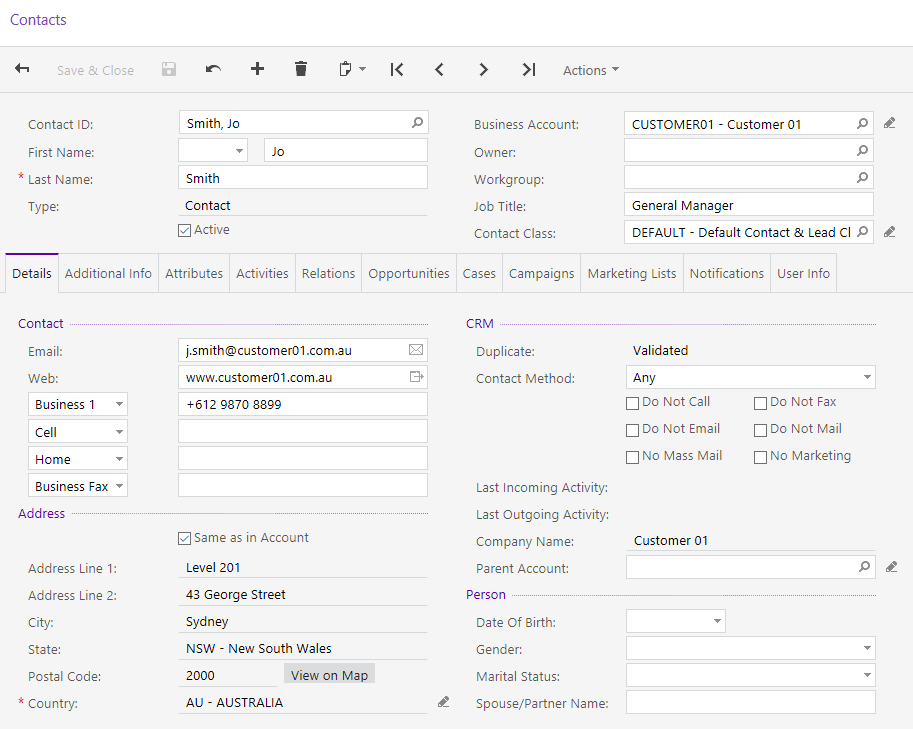 Contacts
Save & Close
Actions
Contact ID: Smith, Jo
First Name: Jo
* Last Name: Smith
Type: Contact
Active
Business Account: CUSTOMER01 - Customer 01
Owner:
Workgroup:
Job Title: General Manager
Contact Class: DEFAULT - Default Contact & Lead Cl
Details Additional Info Attributes Activities Relations Opportunities Cases Campaigns Marketing Lists Notifications User Info
Contact
Email: j.smith@customer01.com.au
Web: www.customer01.com.au
Business 1 +612 9870 8899
Cell
Home
Business Fax
Address
Same as in Account
Address Line 1: Level 201
Address Line 2: 43 George Street
City: Sydney
State: NSW - New South Wales
Postal Code: 2000 View on Map
* Country: AU - AUSTRALIA
CRM
Duplicate: Validated
Contact Method: Any
Do Not Call Do Not Fax
Do Not Email Do Not Mail
No Mass Mail No Marketing
Last Incoming Activity:
Last Outgoing Activity:
Company Name: Customer 01
Parent Account:
Person
Date Of Birth:
Gender:
Marital Status:
Spouse/Partner Name: